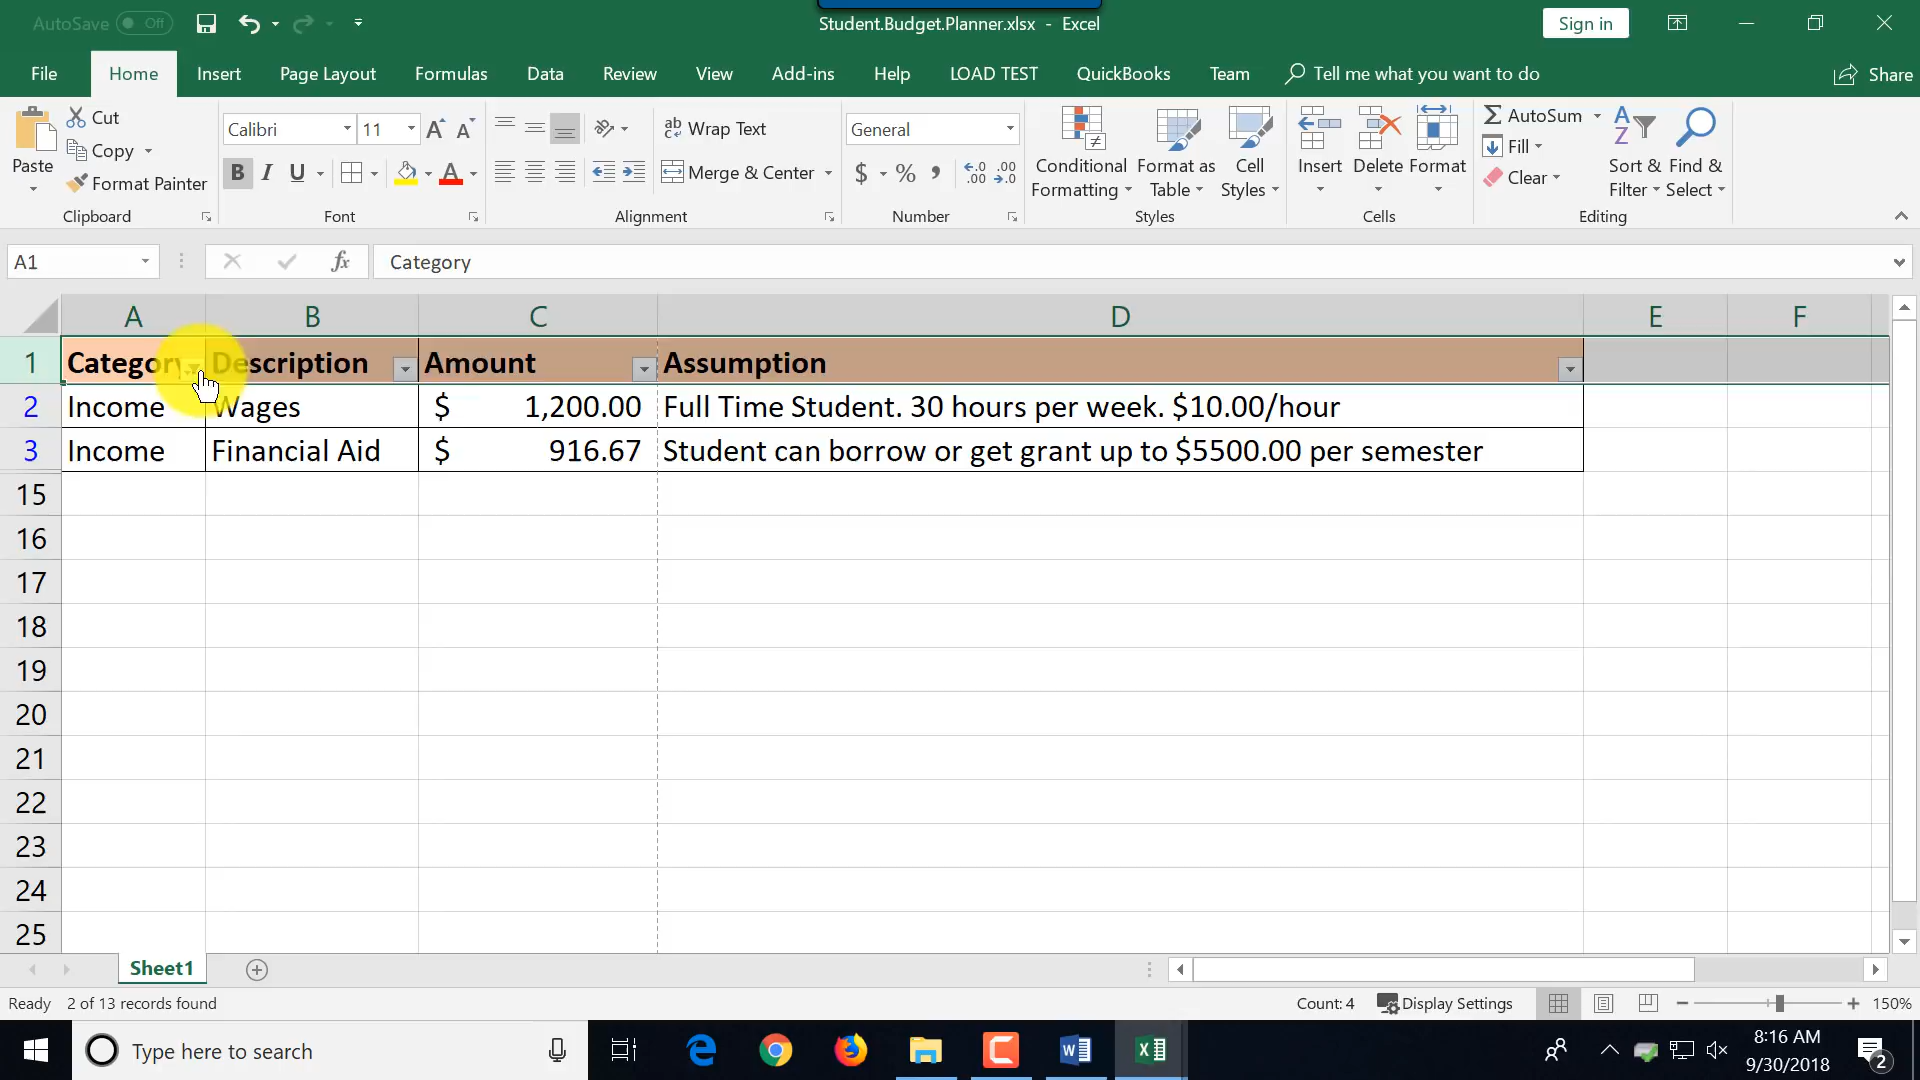 AutoSave Off Student.Budget.Planner.xlsx - Excel Sign in
File Home Insert Page Layout Formulas Data Review View Add-ins Help LOAD TEST QuickBooks Team Tell me what you want to do Share
Paste
Cut
Copy
Format Painter
Clipboard
Calibri 11
B I U
Font
Wrap Text
Merge & Center
Alignment
General
$ % ,
Number
Conditional Formatting
Format as Table
Cell Styles
Styles
Insert
Delete
Format
Cells
AutoSum
Fill
Clear
Sort & Filter
Find & Select
Editing
A1 fx Category
A B C D E F
1 Category Description Amount Assumption
2 Income Wages $ 1,200.00 Full Time Student. 30 hours per week. $10.00/hour
3 Income Financial Aid $ 916.67 Student can borrow or get grant up to $5500.00 per semester
15
16
17
18
19
20
21
22
23
24
25
Sheet1
Ready 2 of 13 records found Count: 4 Display Settings 150%
Type here to search
8:16 AM
9/30/2018
2